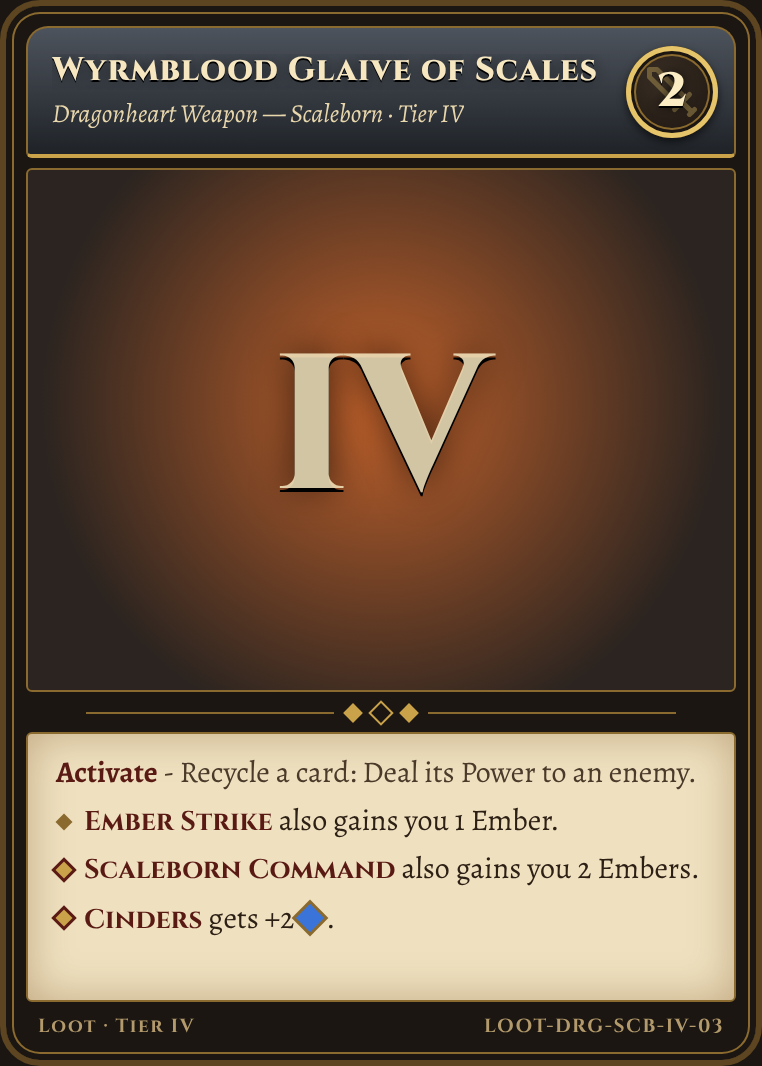 Wyrmblood Glaive of Scales
Dragonheart Weapon — Scaleborn · Tier IV
2
IV
Activate - Recycle a card: Deal its Power to an enemy.
Ember Strike also gains you 1 Ember.
Scaleborn Command also gains you 2 Embers.
Cinders gets +2.
Loot · Tier IV
LOOT-DRG-SCB-IV-03